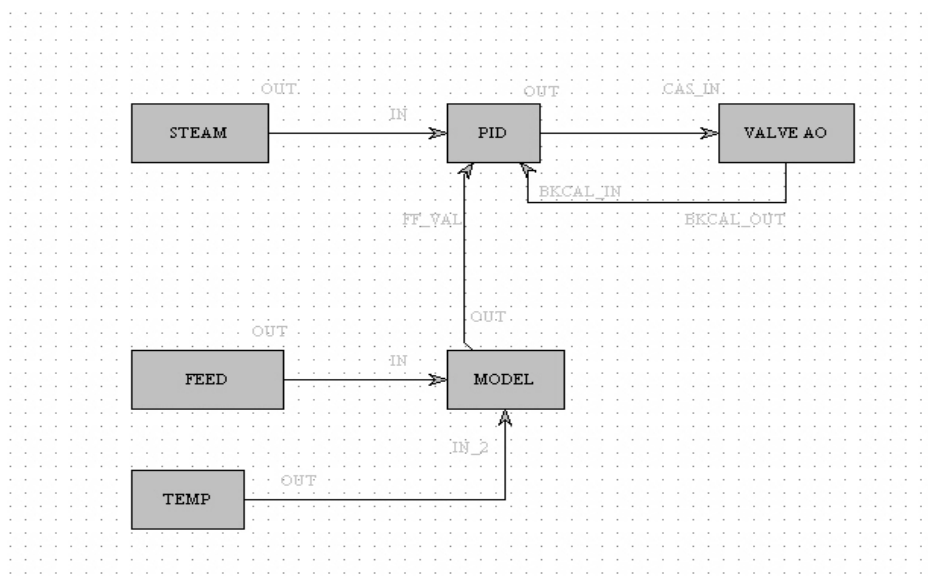 OUT
OUT
CAS_IN
IN
STEAM
PID
VALVE AO
BKCAL_IN
FF_VAL
BKCAL_OUT
OUT
OUT
IN
FEED
MODEL
IN_2
OUT
TEMP